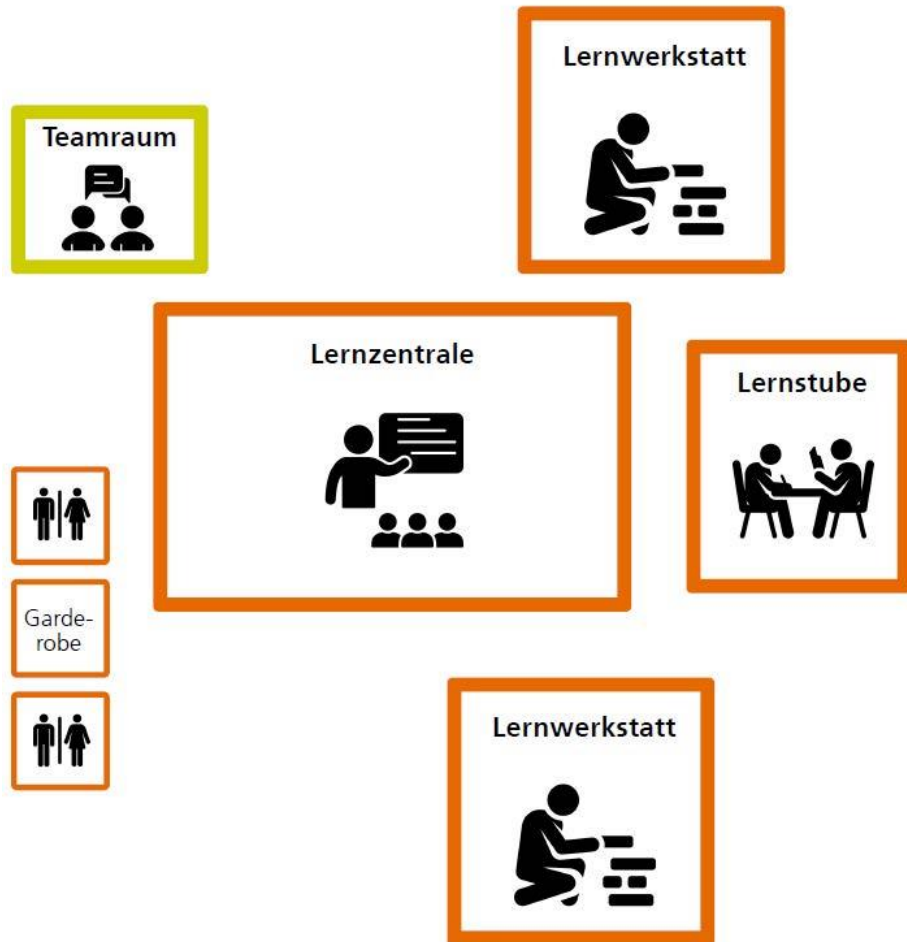 Lernwerkstatt
Teamraum
Lernzentrale
Lernstube
Garde-
robe
Lernwerkstatt